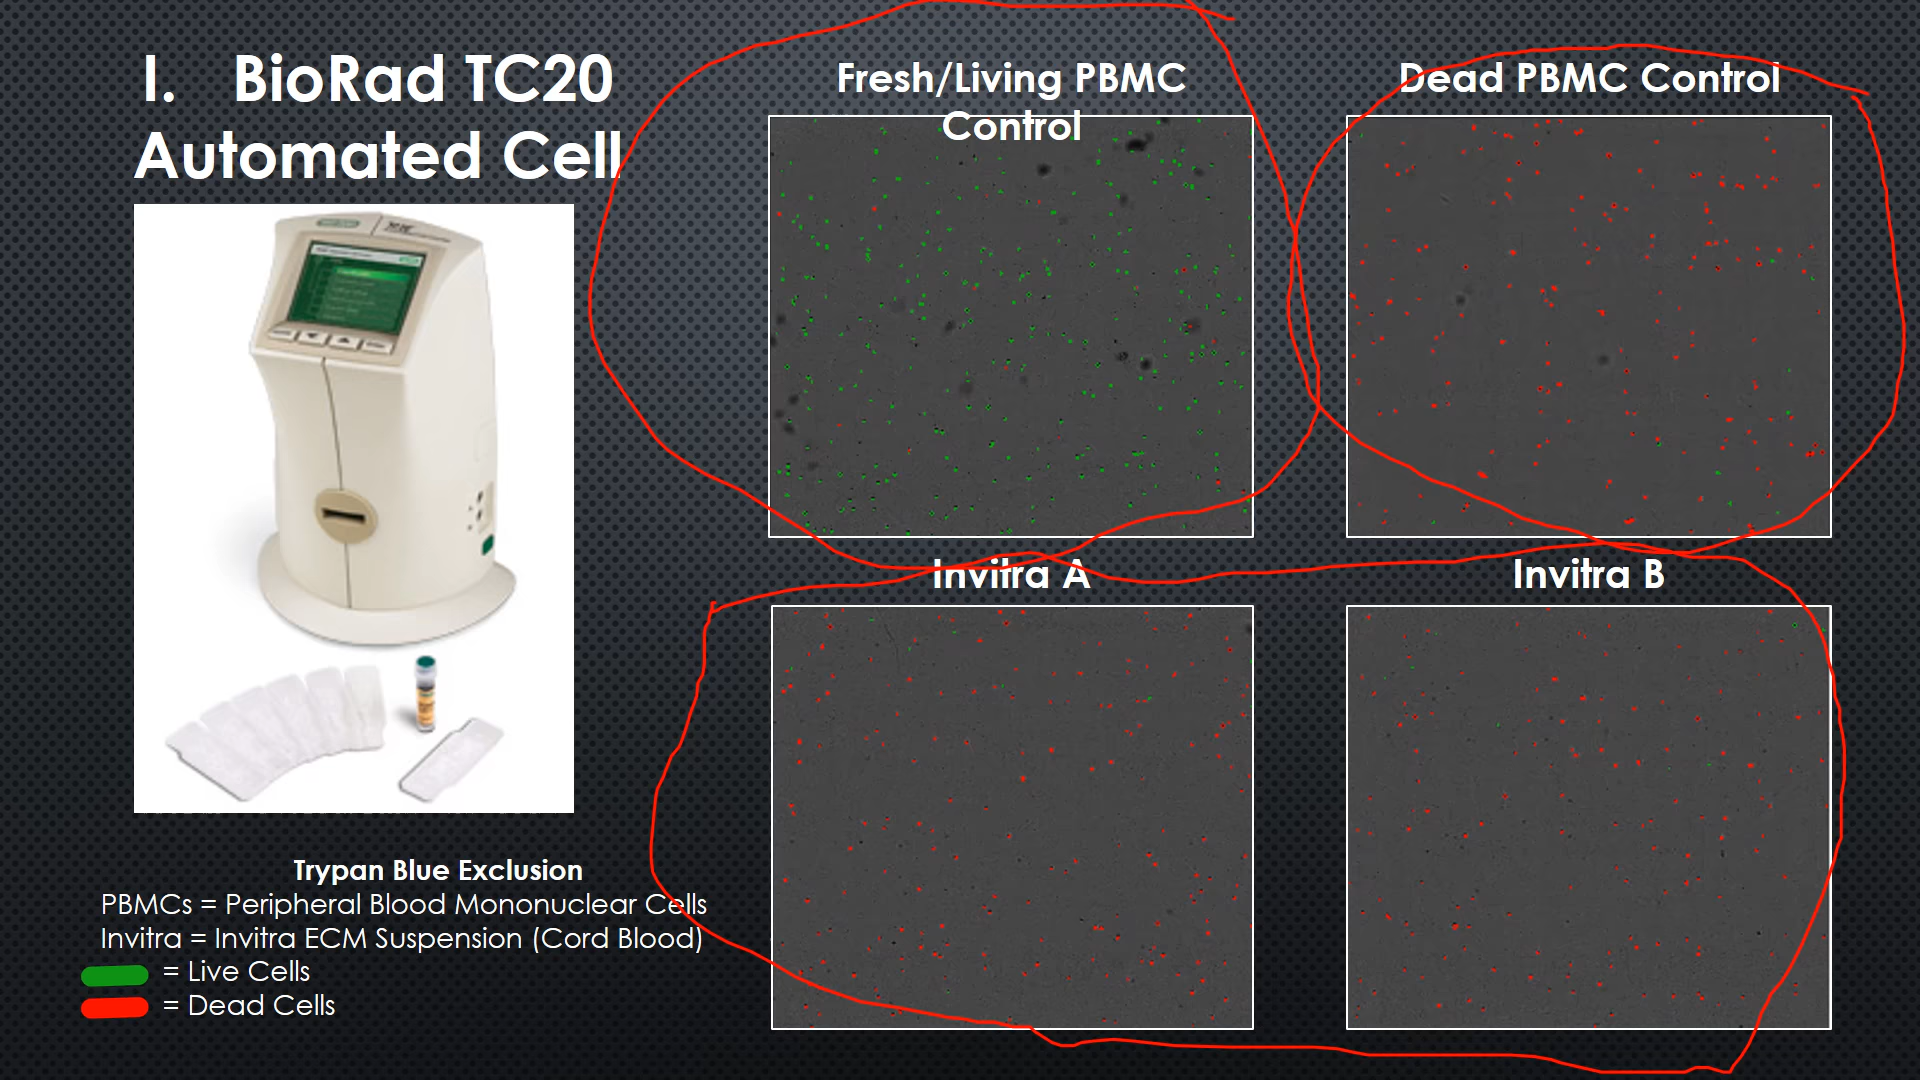 I. BioRad TC20
Automated Cell
Fresh/Living PBMC
Control
Dead PBMC Control
Invitra A
Invitra B
Trypan Blue Exclusion
PBMCs = Peripheral Blood Mononuclear Cells
Invitra = Invitra ECM Suspension (Cord Blood)
= Live Cells
= Dead Cells